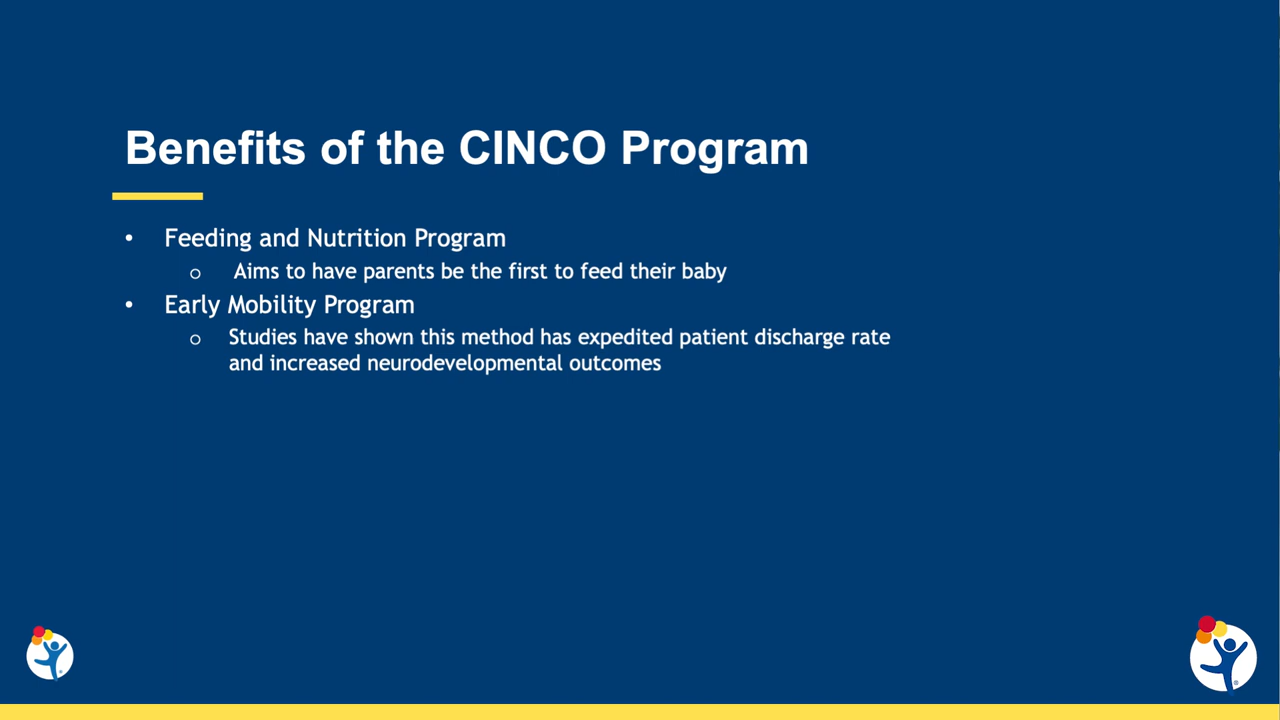 Benefits of the CINCO Program
• Feeding and Nutrition Program
o Aims to have parents be the first to feed their baby
• Early Mobility Program
o Studies have shown this method has expedited patient discharge rate
and increased neurodevelopmental outcomes